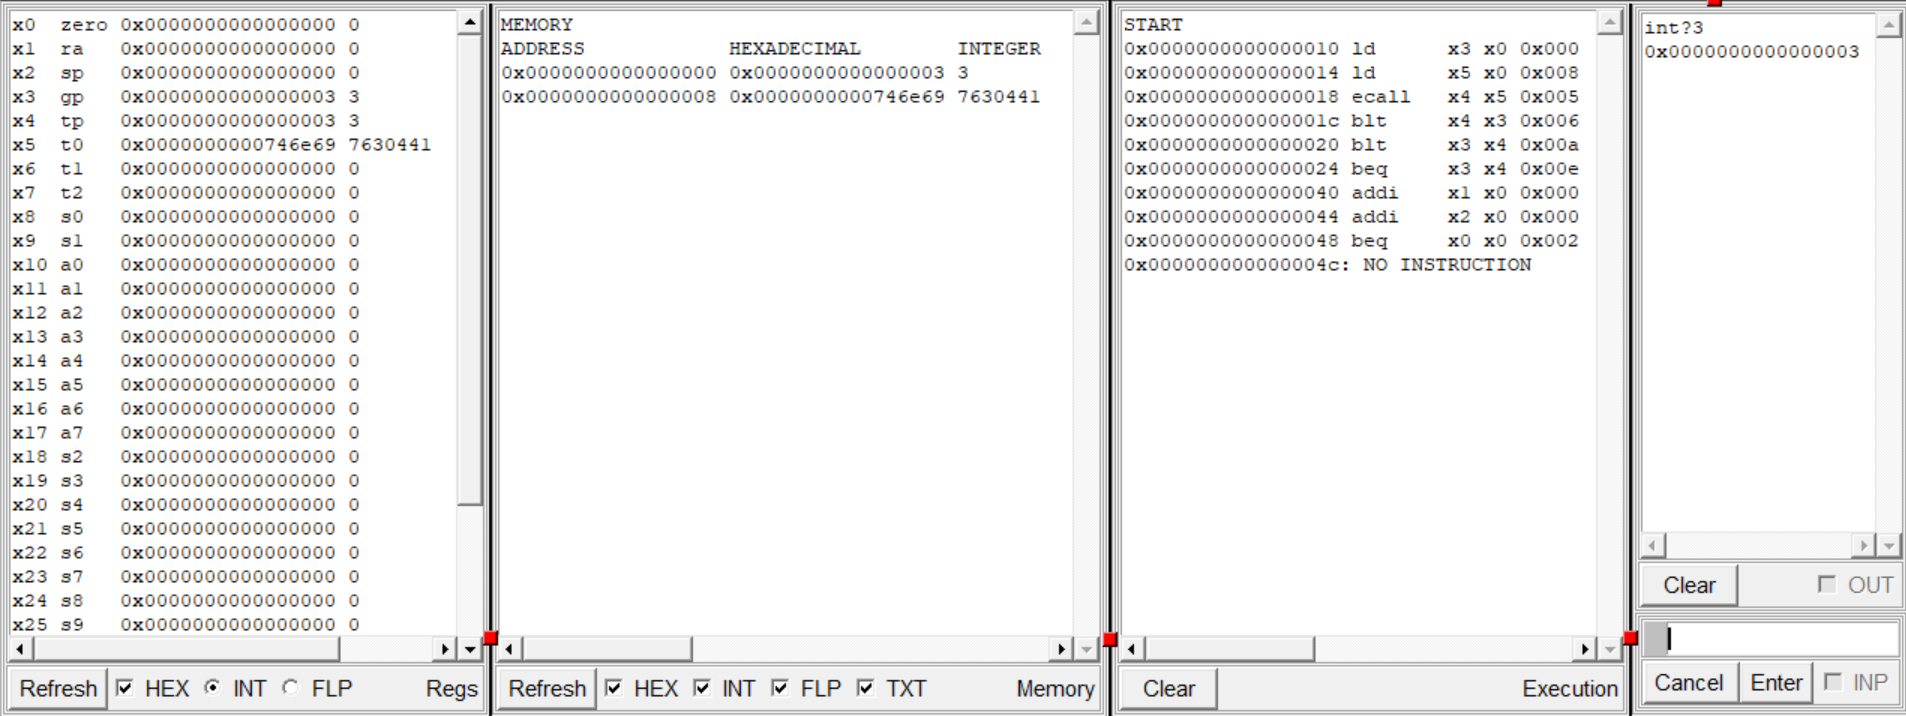 x0 zero 0x0000000000000000 0
x1 ra 0x0000000000000000 0
x2 sp 0x0000000000000000 0
x3 gp 0x0000000000000003 3
x4 tp 0x0000000000000003 3
x5 t0 0x0000000000746e69 7630441
x6 t1 0x0000000000000000 0
x7 t2 0x0000000000000000 0
x8 s0 0x0000000000000000 0
x9 s1 0x0000000000000000 0
x10 a0 0x0000000000000000 0
x11 a1 0x0000000000000000 0
x12 a2 0x0000000000000000 0
x13 a3 0x0000000000000000 0
x14 a4 0x0000000000000000 0
x15 a5 0x0000000000000000 0
x16 a6 0x0000000000000000 0
x17 a7 0x0000000000000000 0
x18 s2 0x0000000000000000 0
x19 s3 0x0000000000000000 0
x20 s4 0x0000000000000000 0
x21 s5 0x0000000000000000 0
x22 s6 0x0000000000000000 0
x23 s7 0x0000000000000000 0
x24 s8 0x0000000000000000 0
x25 s9 0x0000000000000000 0
Refresh HEX INT FLP Regs
MEMORY
ADDRESS HEXADECIMAL INTEGER
0x0000000000000000 0x0000000000000003 3
0x0000000000000008 0x0000000000746e69 7630441
Refresh HEX INT FLP TXT Memory
START
0x0000000000000010 ld x3 x0 0x000
0x0000000000000014 ld x5 x0 0x008
0x0000000000000018 ecall x4 x5 0x005
0x000000000000001c blt x4 x3 0x006
0x0000000000000020 blt x3 x4 0x00a
0x0000000000000024 beq x3 x4 0x00e
0x0000000000000040 addi x1 x0 0x000
0x0000000000000044 addi x2 x0 0x000
0x0000000000000048 beq x0 x0 0x002
0x000000000000004c: NO INSTRUCTION
Clear Execution
int?3
0x0000000000000003
Clear OUT
Cancel Enter INP